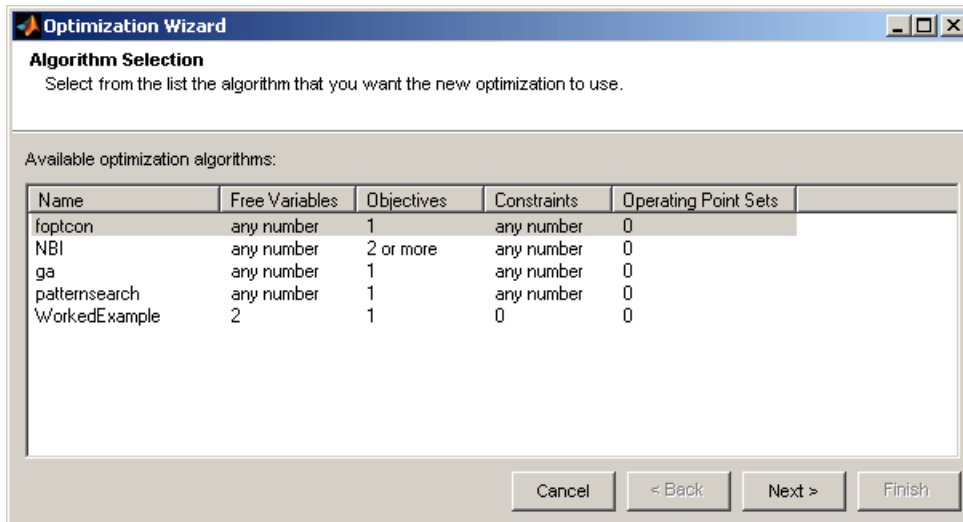 Optimization Wizard
Algorithm Selection
Select from the list the algorithm that you want the new optimization to use.
Available optimization algorithms:
Name Free Variables Objectives Constraints Operating Point Sets
foptcon any number 1 any number 0
NBI any number 2 or more any number 0
ga any number 1 any number 0
patternsearch any number 1 any number 0
WorkedExample 2 1 0 0
Cancel < Back Next > Finish